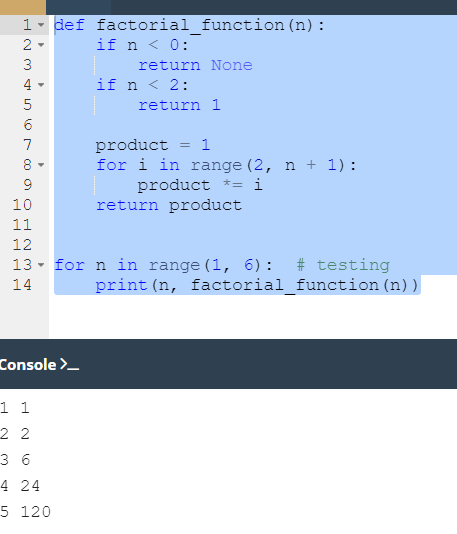 1 def factorial_function(n):
2     if n < 0:
3         return None
4     if n < 2:
5         return 1
6
7     product = 1
8     for i in range(2, n + 1):
9         product *= i
10     return product
11
12
13 for n in range(1, 6):  # testing
14     print(n, factorial_function(n))
Console >_
1 1
2 2
3 6
4 24
5 120